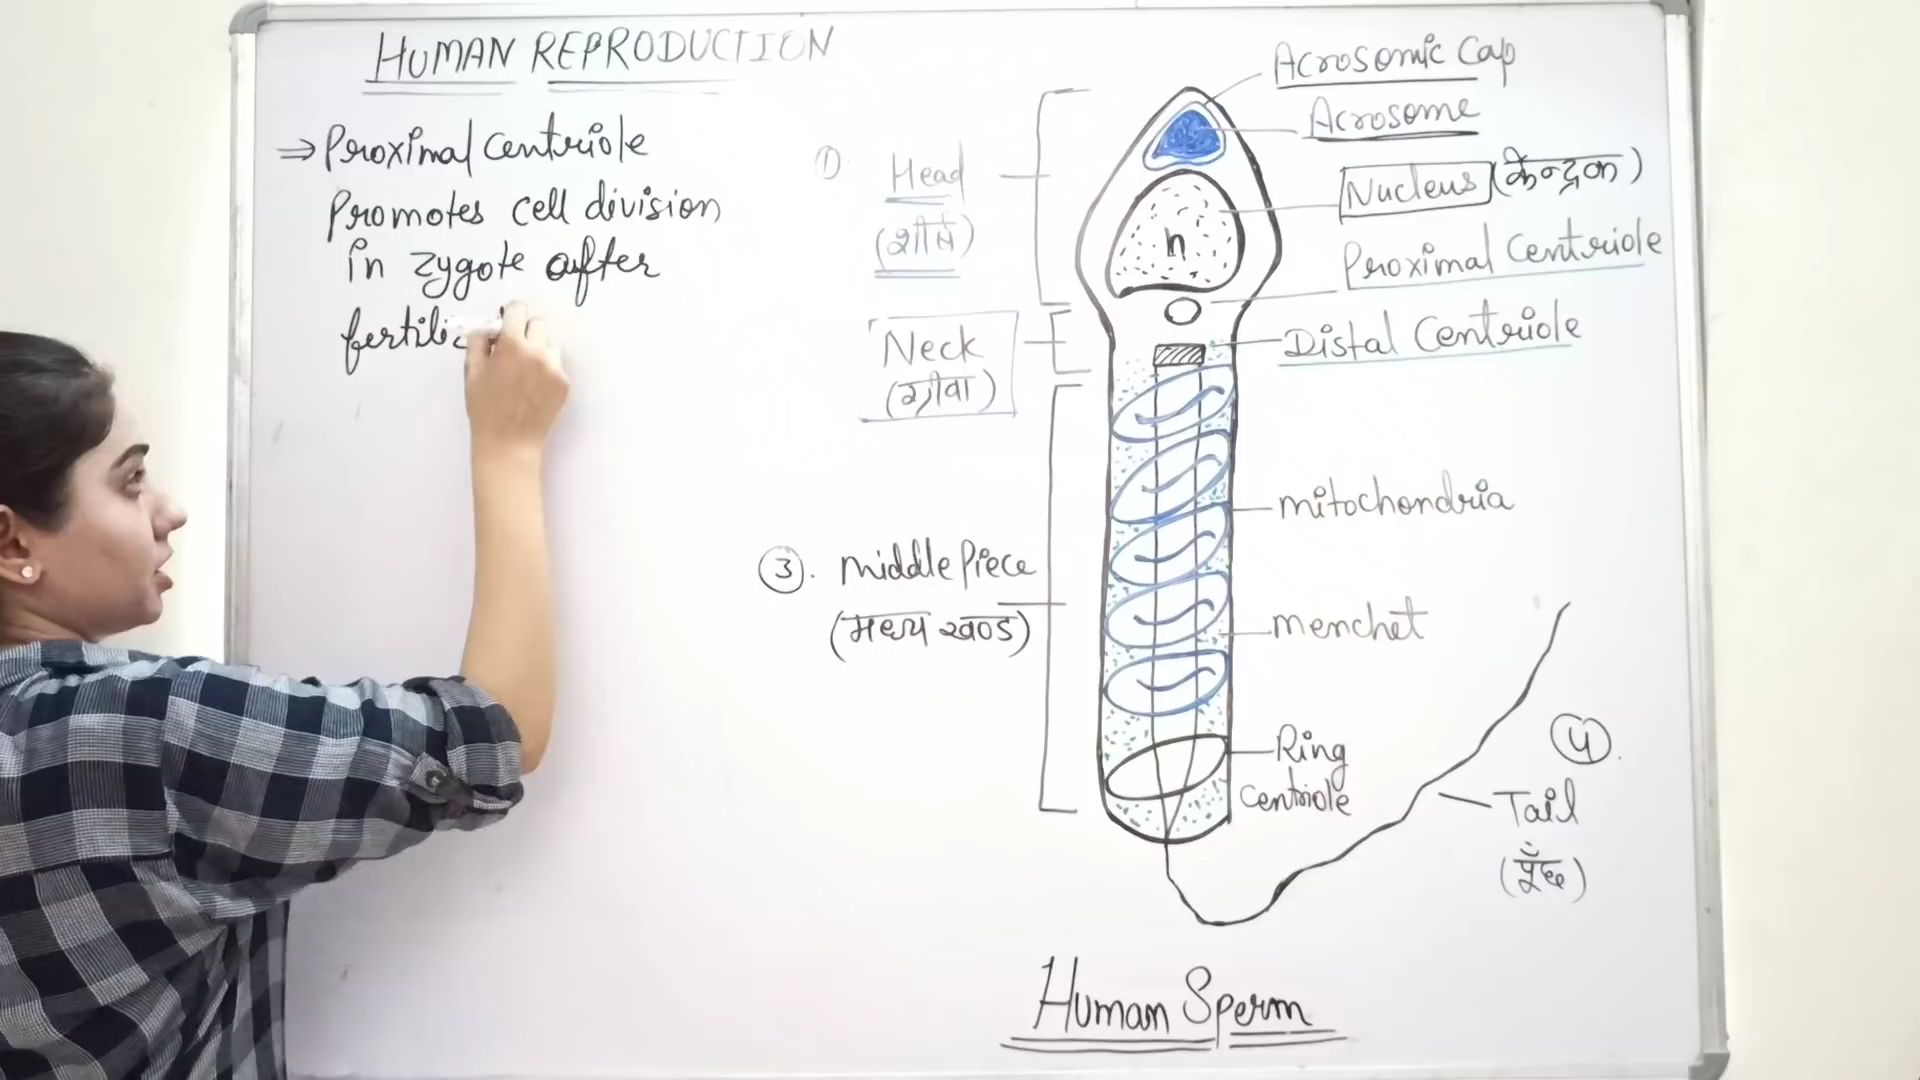 HUMAN REPRODUCTION
⇒ Proximal Centriole
Promotes cell division
in zygote after
① Head
(शीर्ष)
Neck
(ग्रीवा)
③. middle Piece
(मध्य खण्ड)
Acrosomic Cap
Acrosome
Nucleus (केन्द्रक)
n
Proximal Centriole
Distal Centriole
mitochondria
menchet
Ring
Centriole
④.
Tail
(पूँछ)
Human Sperm